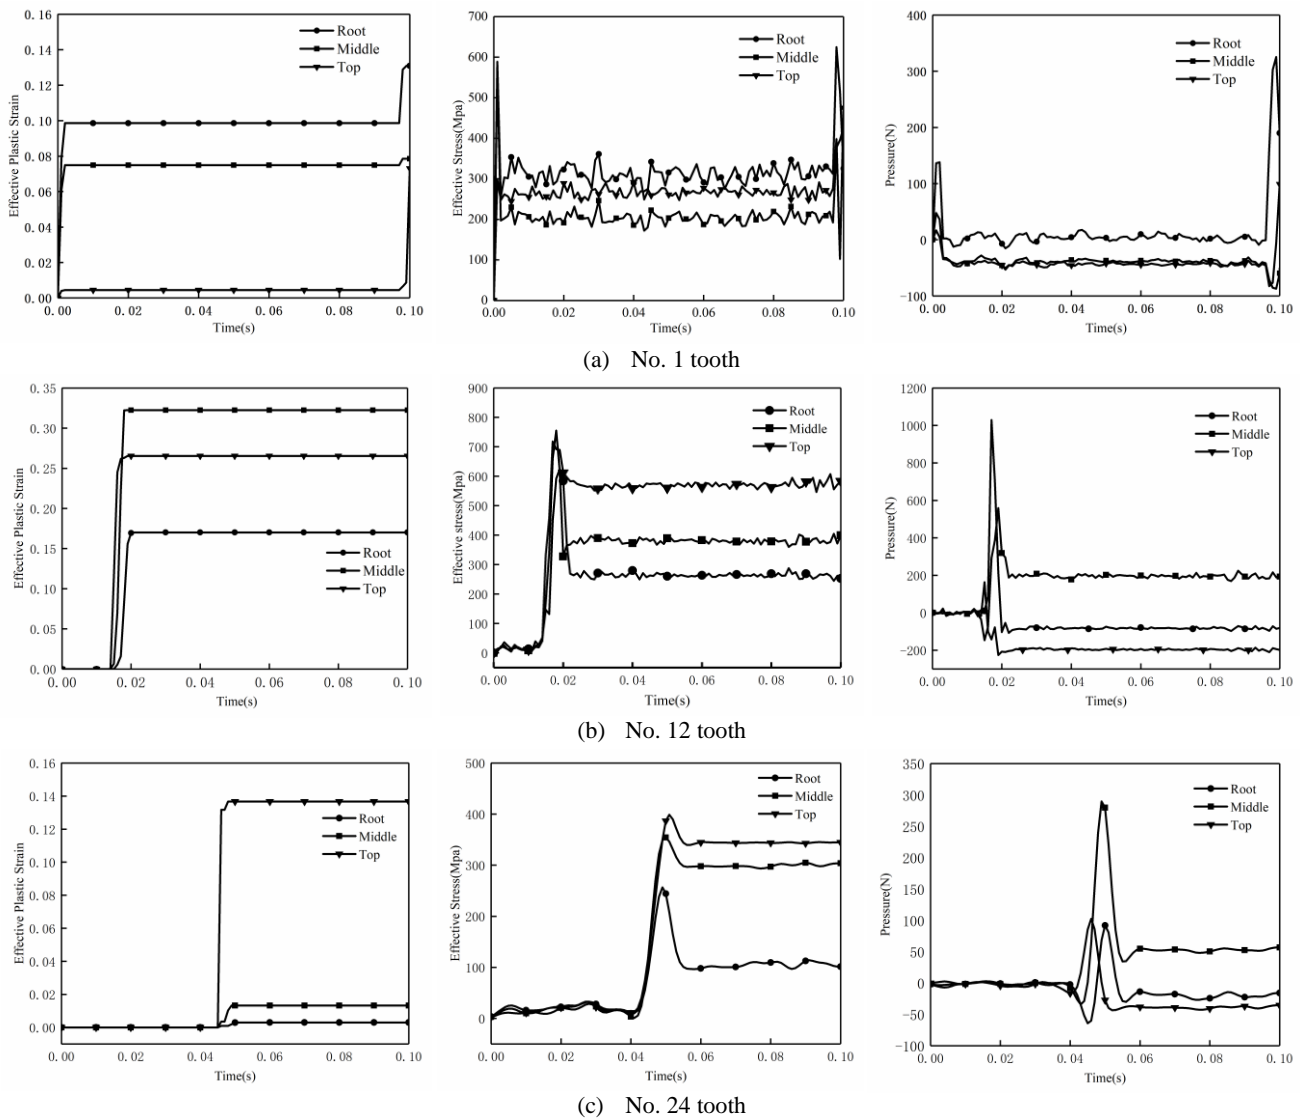 0. 16
0. 14
0. 12
0. 10
0. 08
0. 06
0. 04
0. 02
0. 00
0. 00 0. 02 0. 04 0. 06 0. 08 0. 10
Effective Plastic Strain
Time(s)
Root
Middle
Top
700
600
500
400
300
200
100
0
0. 00 0. 02 0. 04 0. 06 0. 08 0. 10
Effective Stress(Mpa)
Time(s)
Root
Middle
Top
400
300
200
100
0
−100
0.00 0.02 0.04 0.06 0.08 0.10
Pressure(N)
Time(s)
Root
Middle
Top
(a) No. 1 tooth
0. 35
0. 30
0. 25
0. 20
0. 15
0. 10
0. 05
0. 00
0. 00 0. 02 0. 04 0. 06 0. 08 0. 10
Effective Plastic Strain
Time(s)
Root
Middle
Top
900
800
700
600
500
400
300
200
100
0
0. 00 0. 02 0. 04 0. 06 0. 08 0. 10
Effective stress(Mpa)
Time(s)
Root
Middle
Top
1200
1000
800
600
400
200
0
−200
0. 00 0. 02 0. 04 0. 06 0. 08 0. 10
Pressure(N)
Time(s)
Root
Middle
Top
(b) No. 12 tooth
0. 16
0. 14
0. 12
0. 10
0. 08
0. 06
0. 04
0. 02
0. 00
0. 00 0. 02 0. 04 0. 06 0. 08 0. 10
Effective Plastic Strain
Time(s)
Root
Middle
Top
500
400
300
200
100
0
0. 00 0. 02 0. 04 0. 06 0. 08 0. 10
Effective Stress(Mpa)
Time(s)
Root
Middle
Top
350
300
250
200
150
100
50
0
−50
−100
0. 00 0. 02 0. 04 0. 06 0. 08 0. 10
Pressure(N)
Time(s)
Root
Middle
Top
(c) No. 24 tooth